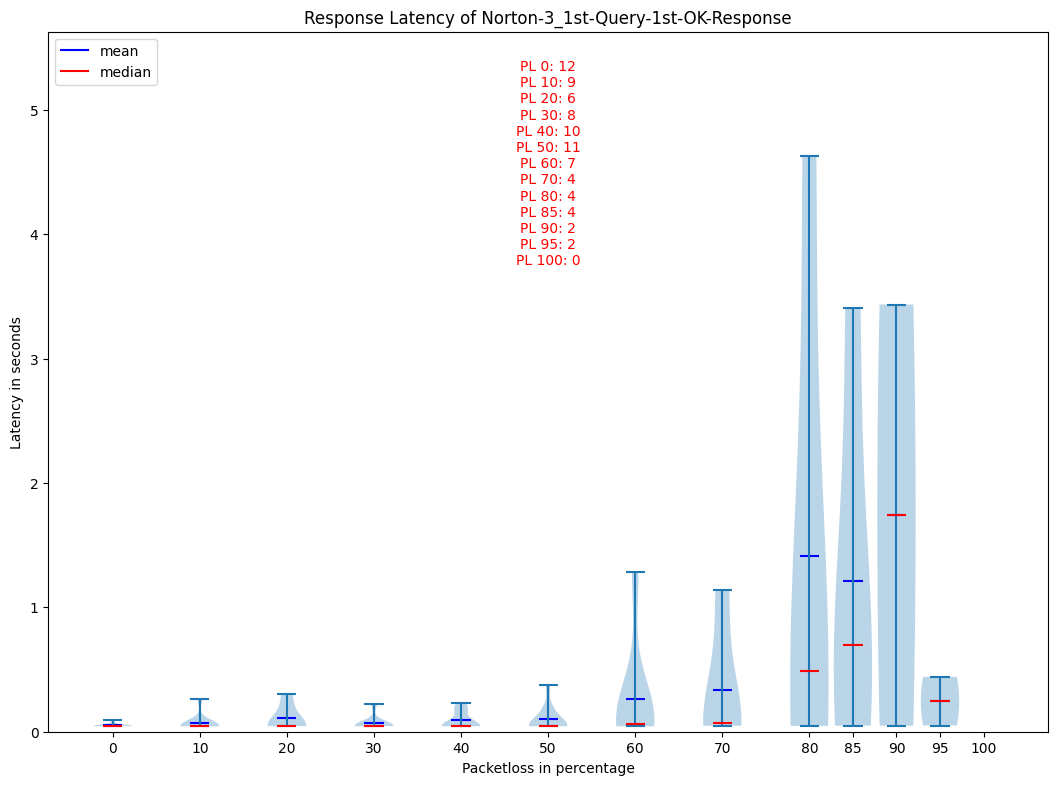 Response Latency of Norton-3_1st-Query-1st-OK-Response
mean
median
PL 0: 12
PL 10: 9
PL 20: 6
PL 30: 8
PL 40: 10
PL 50: 11
PL 60: 7
PL 70: 4
PL 80: 4
PL 85: 4
PL 90: 2
PL 95: 2
PL 100: 0
Latency in seconds
5
4
3
2
1
0
0 10 20 30 40 50 60 70 80 85 90 95 100
Packetloss in percentage